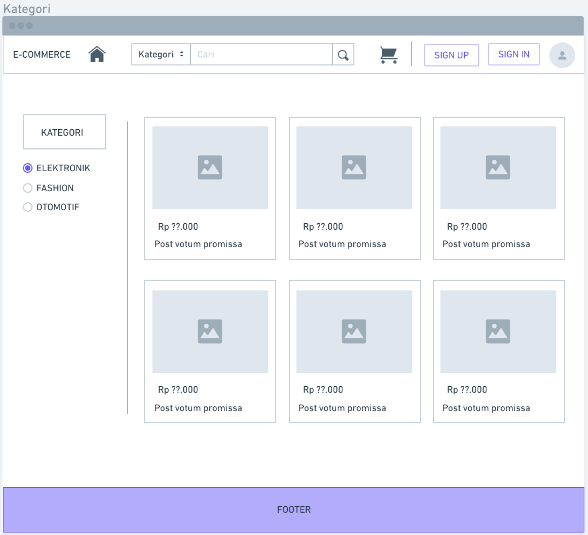 Kategori
E-COMMERCE
Kategori
Cari
SIGN UP
SIGN IN
KATEGORI
ELEKTRONIK
FASHION
OTOMOTIF
Rp ??.000
Post votum promissa
Rp ??.000
Post votum promissa
Rp ??.000
Post votum promissa
Rp ??.000
Post votum promissa
Rp ??.000
Post votum promissa
Rp ??.000
Post votum promissa
FOOTER